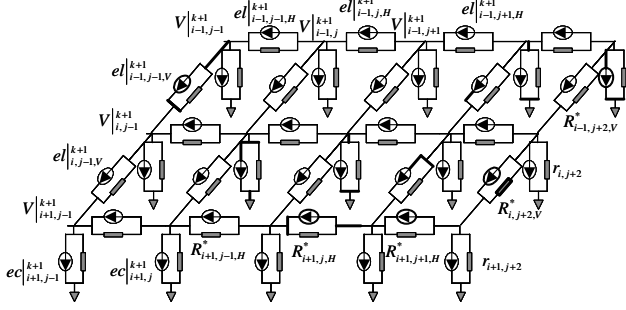 V|^{k+1}_{i-1,j-1} el|^{k+1}_{i-1,j-1,H} V|^{k+1}_{i-1,j} el|^{k+1}_{i-1,j,H} V|^{k+1}_{i-1,j+1} el|^{k+1}_{i-1,j+1,H}
el|^{k+1}_{i-1,j-1,V}
R^*_{i-1,j+2,V}
V|^{k+1}_{i,j-1}
el|^{k+1}_{i,j-1,V} r_{i,j+2}
V|^{k+1}_{i+1,j-1} R^*_{i,j+2,V}
ec|^{k+1}_{i+1,j-1} ec|^{k+1}_{i+1,j} R^*_{i+1,j-1,H} R^*_{i+1,j,H} R^*_{i+1,j+1,H} r_{i+1,j+2}